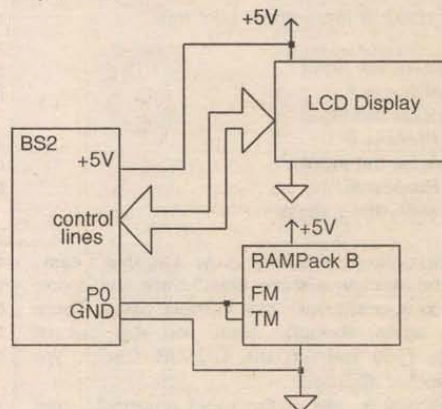 +5V
LCD Display
BS2
+5V
control
lines
+5V
RAMPack B
P0
GND
FM
TM